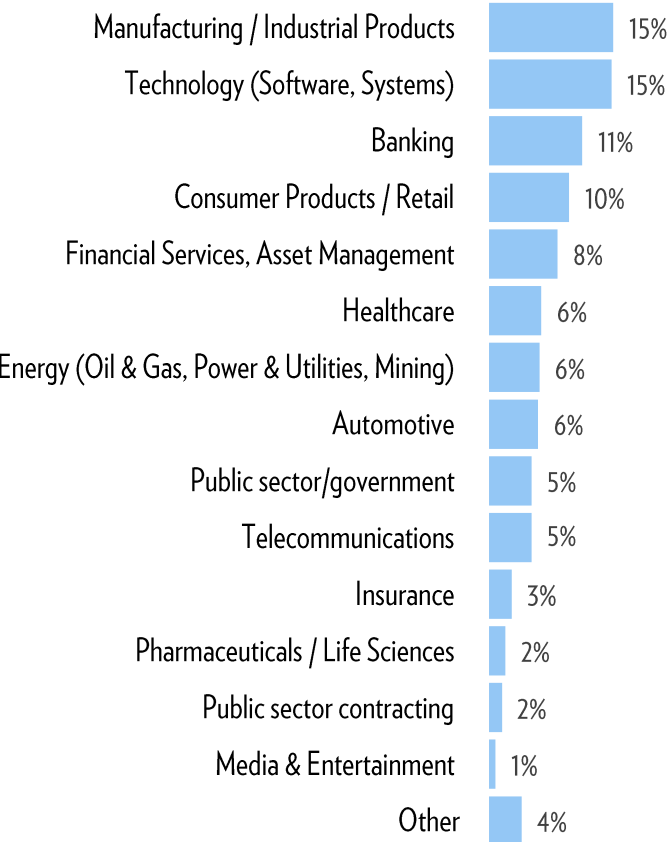 Manufacturing / Industrial Products 15%
Technology (Software, Systems) 15%
Banking 11%
Consumer Products / Retail 10%
Financial Services, Asset Management 8%
Healthcare 6%
Energy (Oil & Gas, Power & Utilities, Mining) 6%
Automotive 6%
Public sector/government 5%
Telecommunications 5%
Insurance 3%
Pharmaceuticals / Life Sciences 2%
Public sector contracting 2%
Media & Entertainment 1%
Other 4%